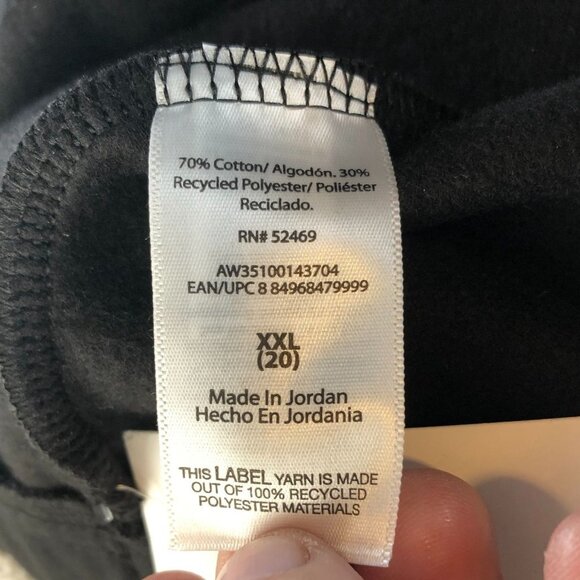 70% Cotton/ Algodón. 30%
Recycled Polyester/ Poliéster
Reciclado.
RN# 52469
AW35100143704
EAN/UPC 8 84968479999
XXL
(20)
Made In Jordan
Hecho En Jordania
THIS LABEL YARN IS MADE
OUT OF 100% RECYCLED
POLYESTER MATERIALS